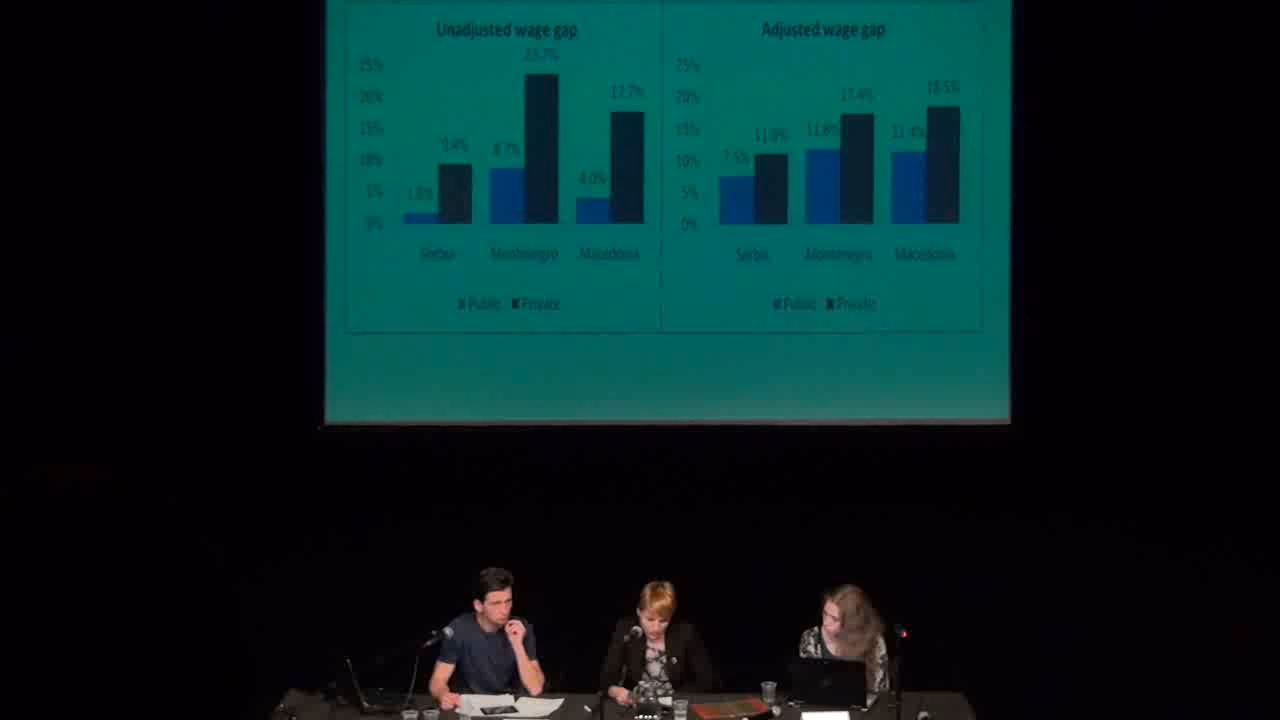 Unadjusted wage gap
25%
20%
15%
10%
5%
0%
1.8%
9.4%
8.7%
23.7%
4.0%
17.7%
Serbia
Montenegro
Macedonia
Public
Private
Adjusted wage gap
25%
20%
15%
10%
5%
0%
7.5%
11.8%
17.4%
11.4%
18.5%
Serbia
Montenegro
Macedonia
Public
Private